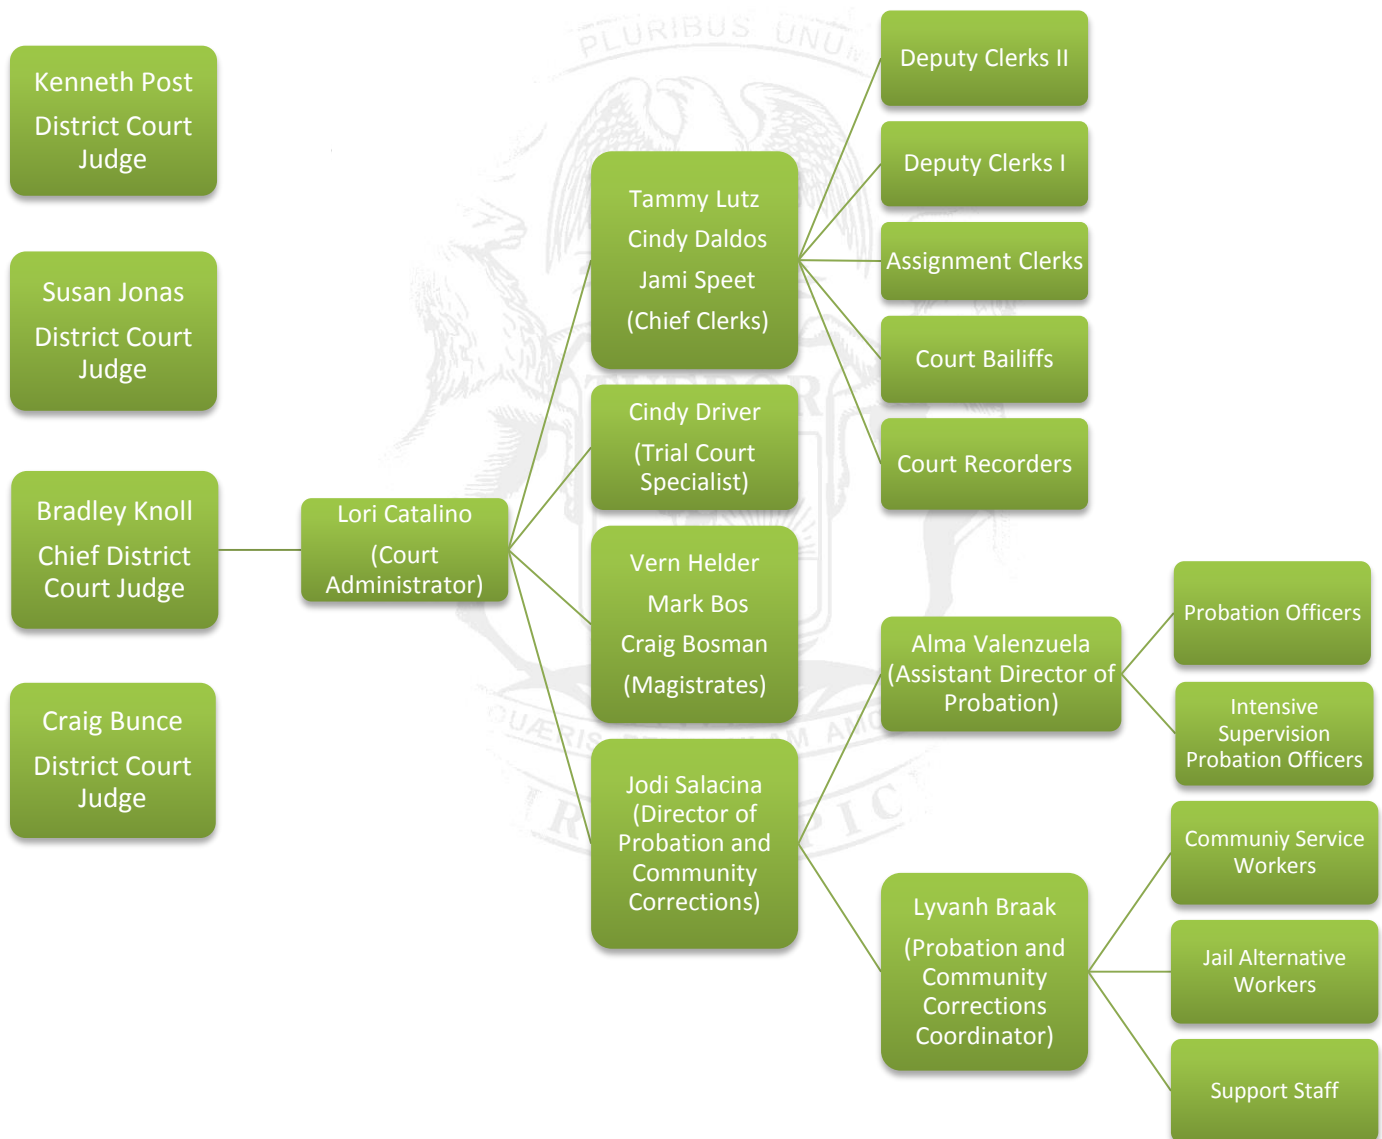 Kenneth Post
District Court
Judge
Susan Jonas
District Court
Judge
Bradley Knoll
Chief District
Court Judge
Craig Bunce
District Court
Judge
Lori Catalino
(Court
Administrator)
Tammy Lutz
Cindy Daldos
Jami Speet
(Chief Clerks)
Cindy Driver
(Trial Court
Specialist)
Vern Helder
Mark Bos
Craig Bosman
(Magistrates)
Jodi Salacina
(Director of
Probation and
Community
Corrections)
Deputy Clerks II
Deputy Clerks I
Assignment Clerks
Court Bailiffs
Court Recorders
Alma Valenzuela
(Assistant Director of
Probation)
Lyvanh Braak
(Probation and
Community
Corrections
Coordinator)
Probation Officers
Intensive
Supervision
Probation Officers
Communiy Service
Workers
Jail Alternative
Workers
Support Staff
PLURIBUS UNUM